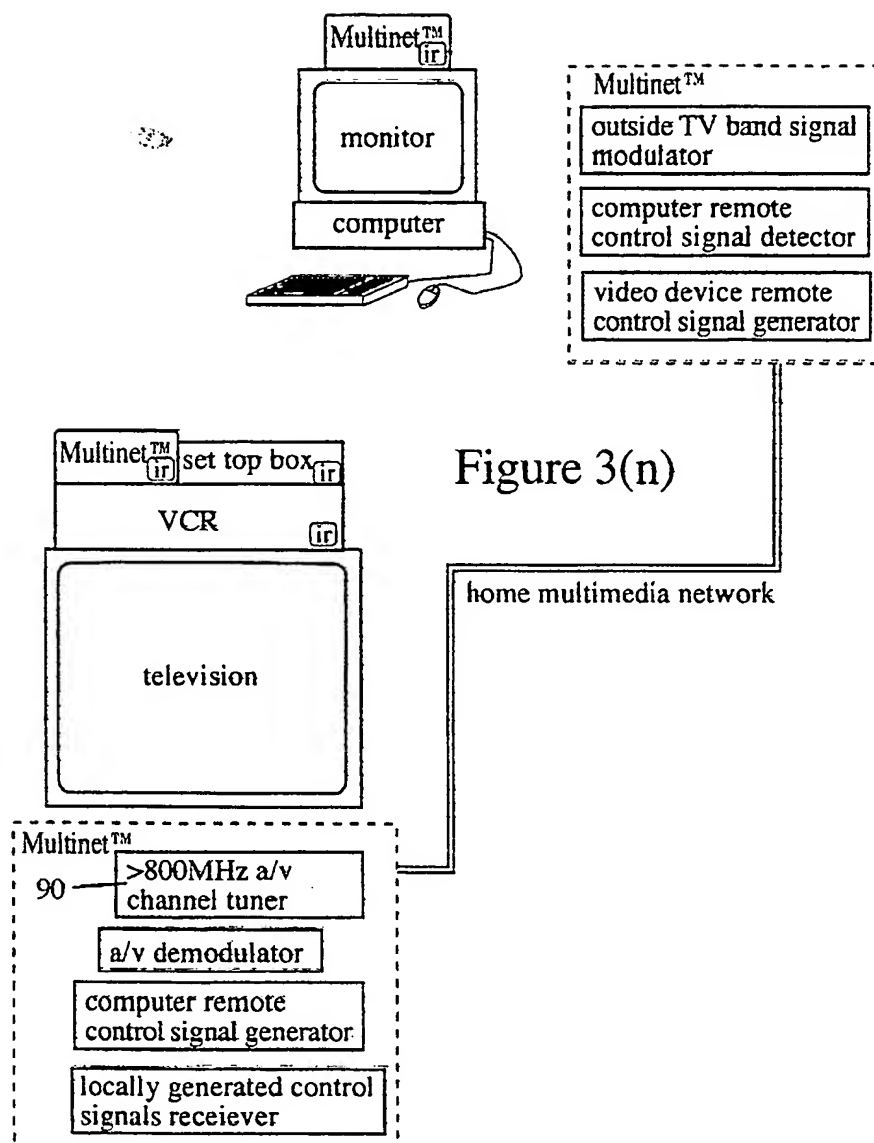 Multinet™
ir
monitor
computer
Multinet™
outside TV band signal
modulator
computer remote
control signal detector
video device remote
control signal generator
Multinet™
ir
set top box
ir
VCR
ir
Figure 3(n)
home multimedia network
television
Multinet™
90
>800MHz a/v
channel tuner
a/v demodulator
computer remote
control signal generator
locally generated control
signals receiever